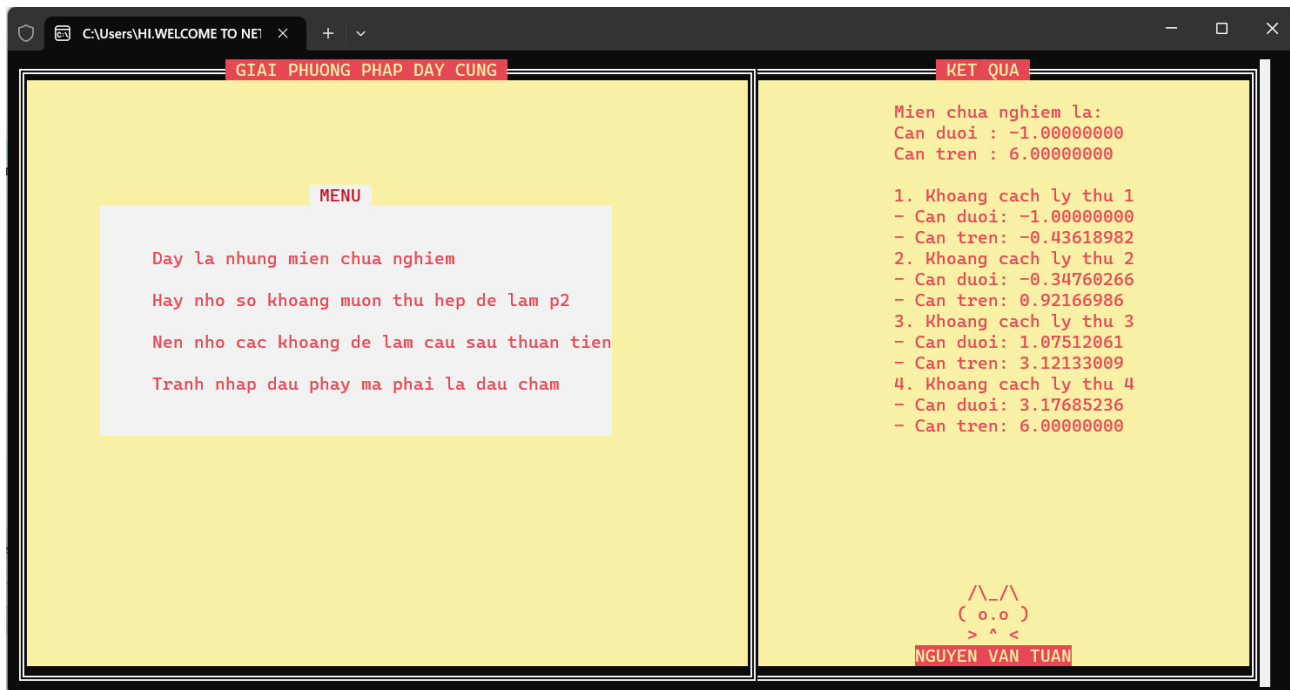 C:\Users\HI.WELCOME TO NET
GIAI PHUONG PHAP DAY CUNG
MENU
Day la nhung mien chua nghiem
Hay nho so khoang muon thu hep de lam p2
Nen nho cac khoang de lam cau sau thuan tien
Tranh nhap dau phay ma phai la dau cham
KET QUA
Mien chua nghiem la:
Can duoi : -1.00000000
Can tren : 6.00000000
1. Khoang cach ly thu 1
- Can duoi: -1.00000000
- Can tren: -0.43618982
2. Khoang cach ly thu 2
- Can duoi: -0.34760266
- Can tren: 0.92166986
3. Khoang cach ly thu 3
- Can duoi: 1.07512061
- Can tren: 3.12133009
4. Khoang cach ly thu 4
- Can duoi: 3.17685236
- Can tren: 6.00000000
/\_/\
( o.o )
> ^ <
NGUYEN VAN TUAN